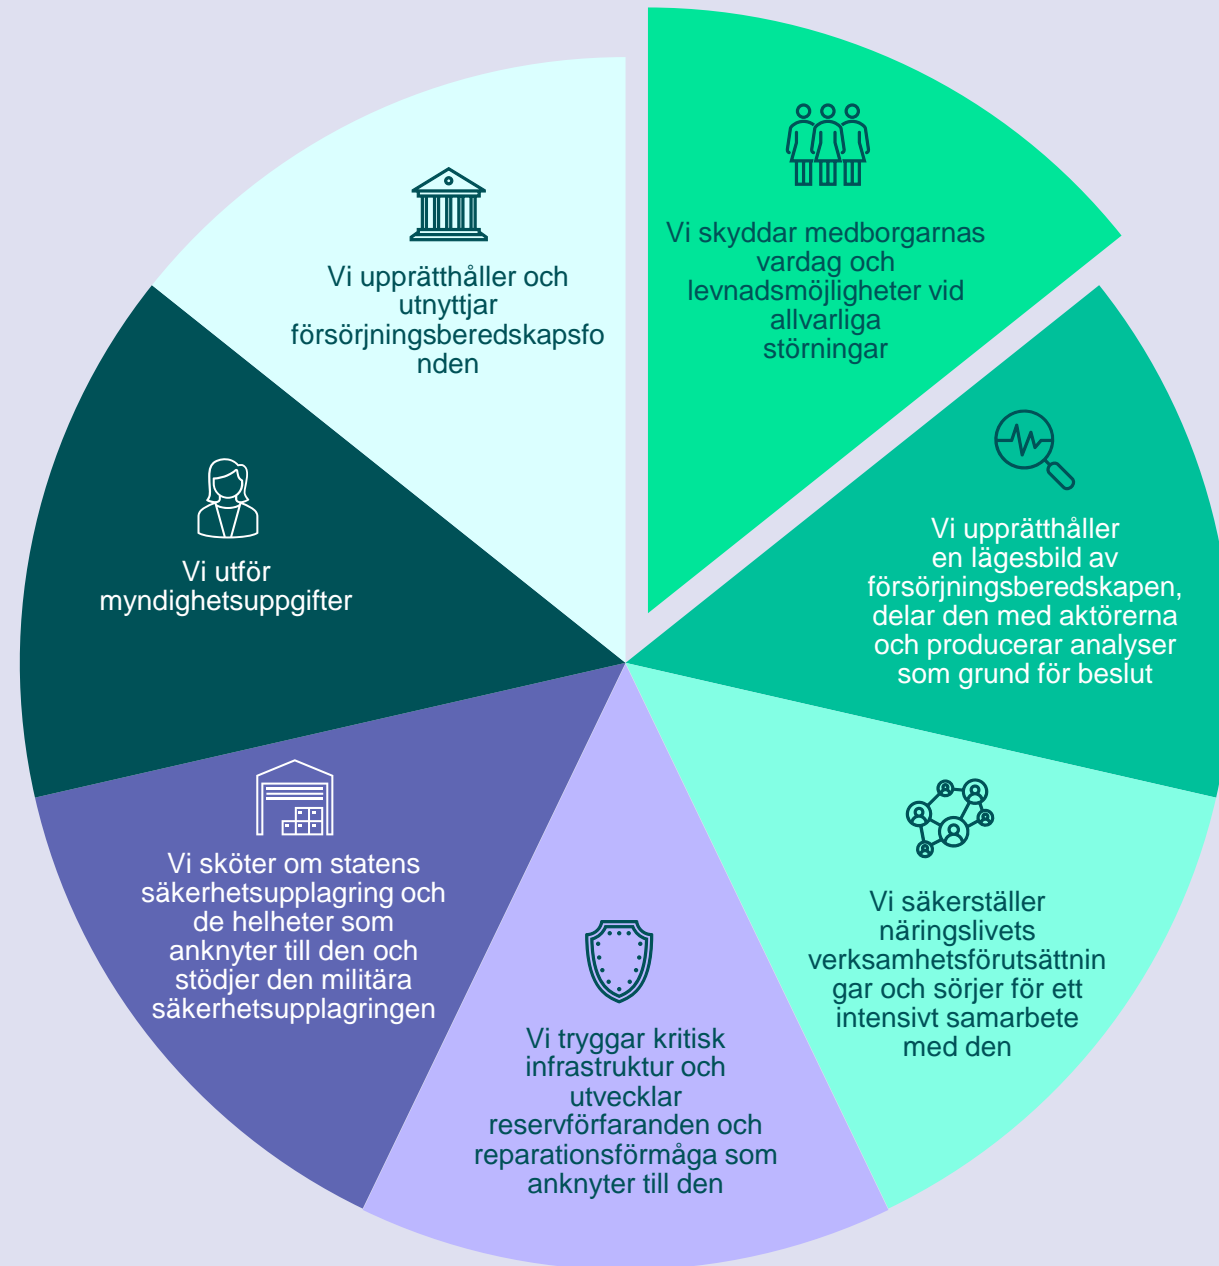 Vi skyddar medborgarnas
vardag och
levnadsmöjligheter vid
allvarliga
störningar
Vi upprätthåller
en lägesbild av
försörjningsberedskapen,
delar den med aktörerna
och producerar analyser
som grund för beslut
Vi säkerställer
näringslivets
verksamhetsförutsättnin
gar och sörjer för ett
intensivt samarbete
med den
Vi tryggar kritisk
infrastruktur och
utvecklar
reservförfaranden och
reparationsförmåga som
anknyter till den
Vi sköter om statens
säkerhetsupplagring och
de helheter som
anknyter till den och
stödjer den militära
säkerhetsupplagringen
Vi utför
myndighetsuppgifter
Vi upprätthåller och
utnyttjar
försörjningsberedskapsfo
nden